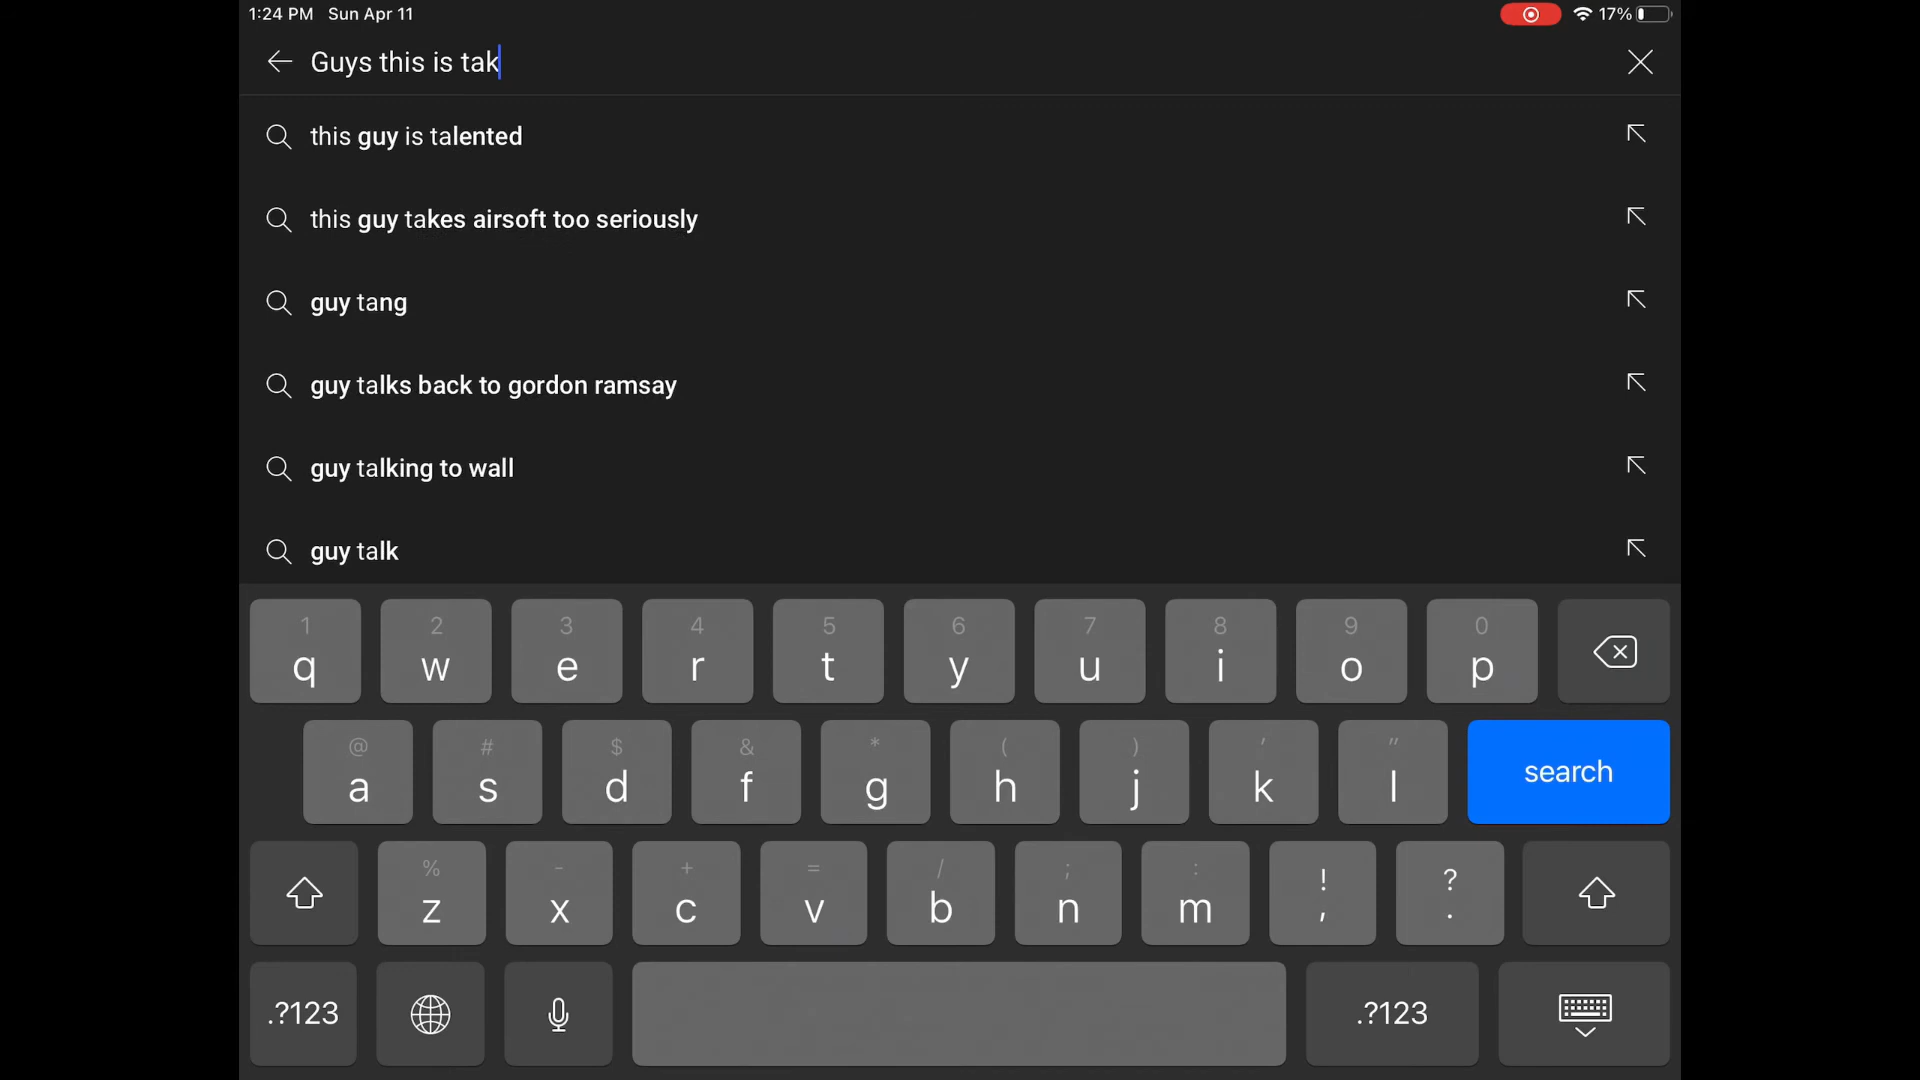 1:24 PM Sun Apr 11 17%
Guys this is tak
this guy is talented
this guy takes airsoft too seriously
guy tang
guy talks back to gordon ramsay
guy talking to wall
guy talk
1 2 3 4 5 6 7 8 9 0
q w e r t y u i o p
@ # $ & * ( ) ' "
a s d f g h j k l search
% - + = / ; : ! ?
z x c v b n m , .
.?123 .?123